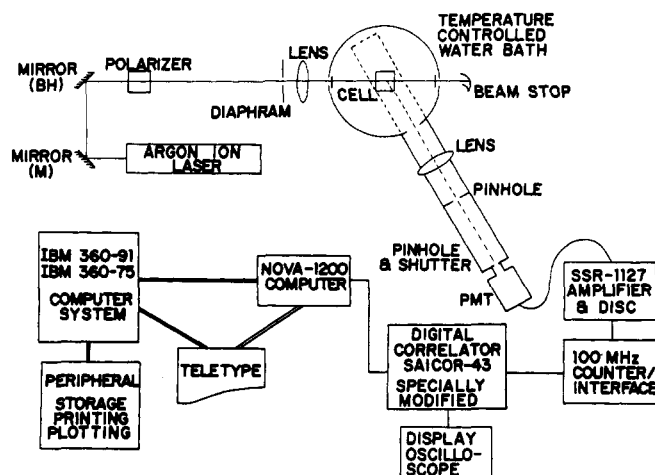 TEMPERATURE
CONTROLLED
WATER BATH
LENS
POLARIZER
MIRROR
(BH)
DIAPHRAM
CELL
BEAM STOP
MIRROR
(M)
ARGON ION
LASER
LENS
PINHOLE
PINHOLE
& SHUTTER
PMT
SSR-1127
AMPLIFIER
& DISC
IBM 360-91
IBM 360-75
COMPUTER
SYSTEM
NOVA-1200
COMPUTER
TELETYPE
DIGITAL
CORRELATOR
SAICOR-43
SPECIALLY
MODIFIED
100 MHz
COUNTER/
INTERFACE
PERIPHERAL
STORAGE
PRINTING
PLOTTING
DISPLAY
OSCILLO-
SCOPE